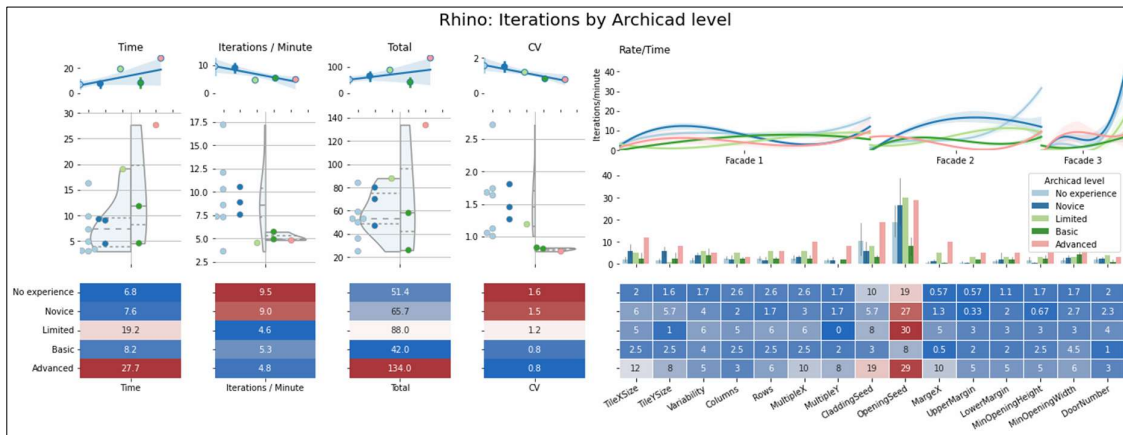 Rhino: Iterations by Archicad level
Time
Iterations / Minute
Total
CV
Rate/Time
20
0
10
0
100
0
2
0
Iterations/minute
40
30
20
10
0
Facade 1
Facade 2
Facade 3
30
25
20
15
10
5
17.5
15.0
12.5
10.0
7.5
5.0
2.5
140
120
100
80
60
40
20
2.5
2.0
1.5
1.0
40
20
0
Archicad level
No experience
Novice
Limited
Basic
Advanced
No experience 6.8 9.5 51.4 1.6 2 1.6 1.7 2.6 2.6 2.6 1.7 10 19 0.57 0.57 1.1 1.7 1.7 2
Novice 7.6 9.0 65.7 1.5 6 5.7 4 2 1.7 3 1.7 5.7 27 1.3 0.33 2 0.67 2.7 2.3
Limited 19.2 4.6 88.0 1.2 5 1 6 5 6 6 0 8 30 5 3 3 3 3 4
Basic 8.2 5.3 42.0 0.8 2.5 2.5 4 2.5 2.5 2.5 2 3 8 0.5 2 2 2.5 4.5 1
Advanced 27.7 4.8 134.0 0.8 12 8 5 3 6 10 8 19 29 10 5 5 5 6 3
Time
Iterations / Minute
Total
CV
TileXSize
TileYSize
Variability
Columns
Rows
MultipleX
MultipleY
CladdingSeed
OpeningSeed
MargeX
UpperMargin
LowerMargin
MinOpeningHeight
MinOpeningWidth
DoorNumber